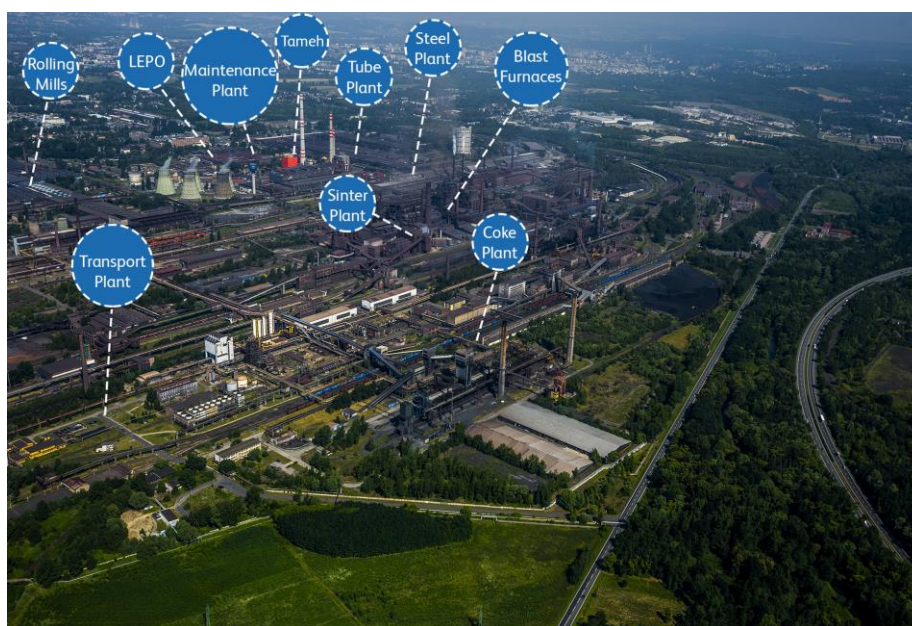 Rolling
Mills
LEPO
Maintenance
Plant
Tameh
Tube
Plant
Steel
Plant
Blast
Furnaces
Sinter
Plant
Coke
Plant
Transport
Plant